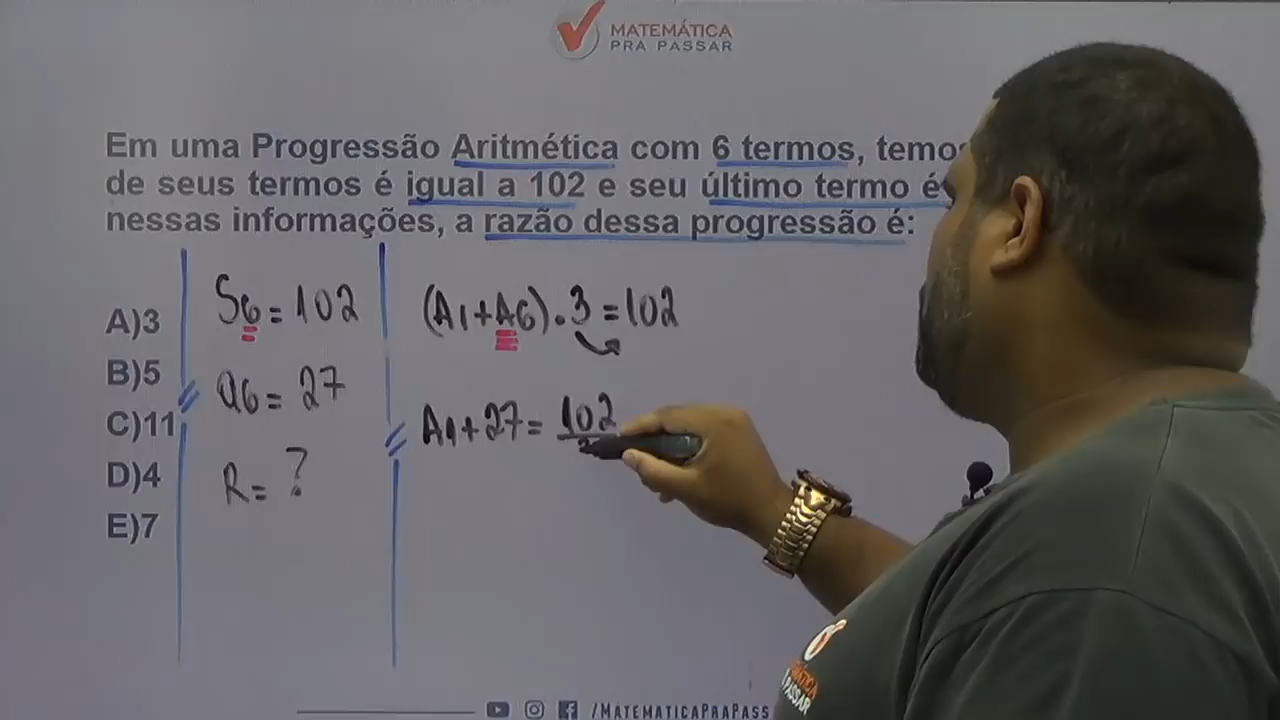 MATEMÁTICA
PRA PASSAR
Em uma Progressão Aritmética com 6 termos, temos
de seus termos é igual a 102 e seu último termo é
nessas informações, a razão dessa progressão é:
A)3
B)5
C)11
D)4
E)7
S6 = 102
a6 = 27
R = ?
(A1+A6).3=102
A1+27= 102
/MATEMATICAPRAPASS
MATICA
PASSAR